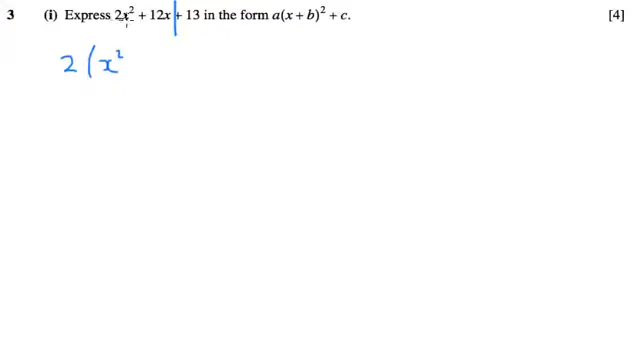 3 (i) Express 2x² + 12x + 13 in the form a(x + b)² + c. [4]
2 ( x²